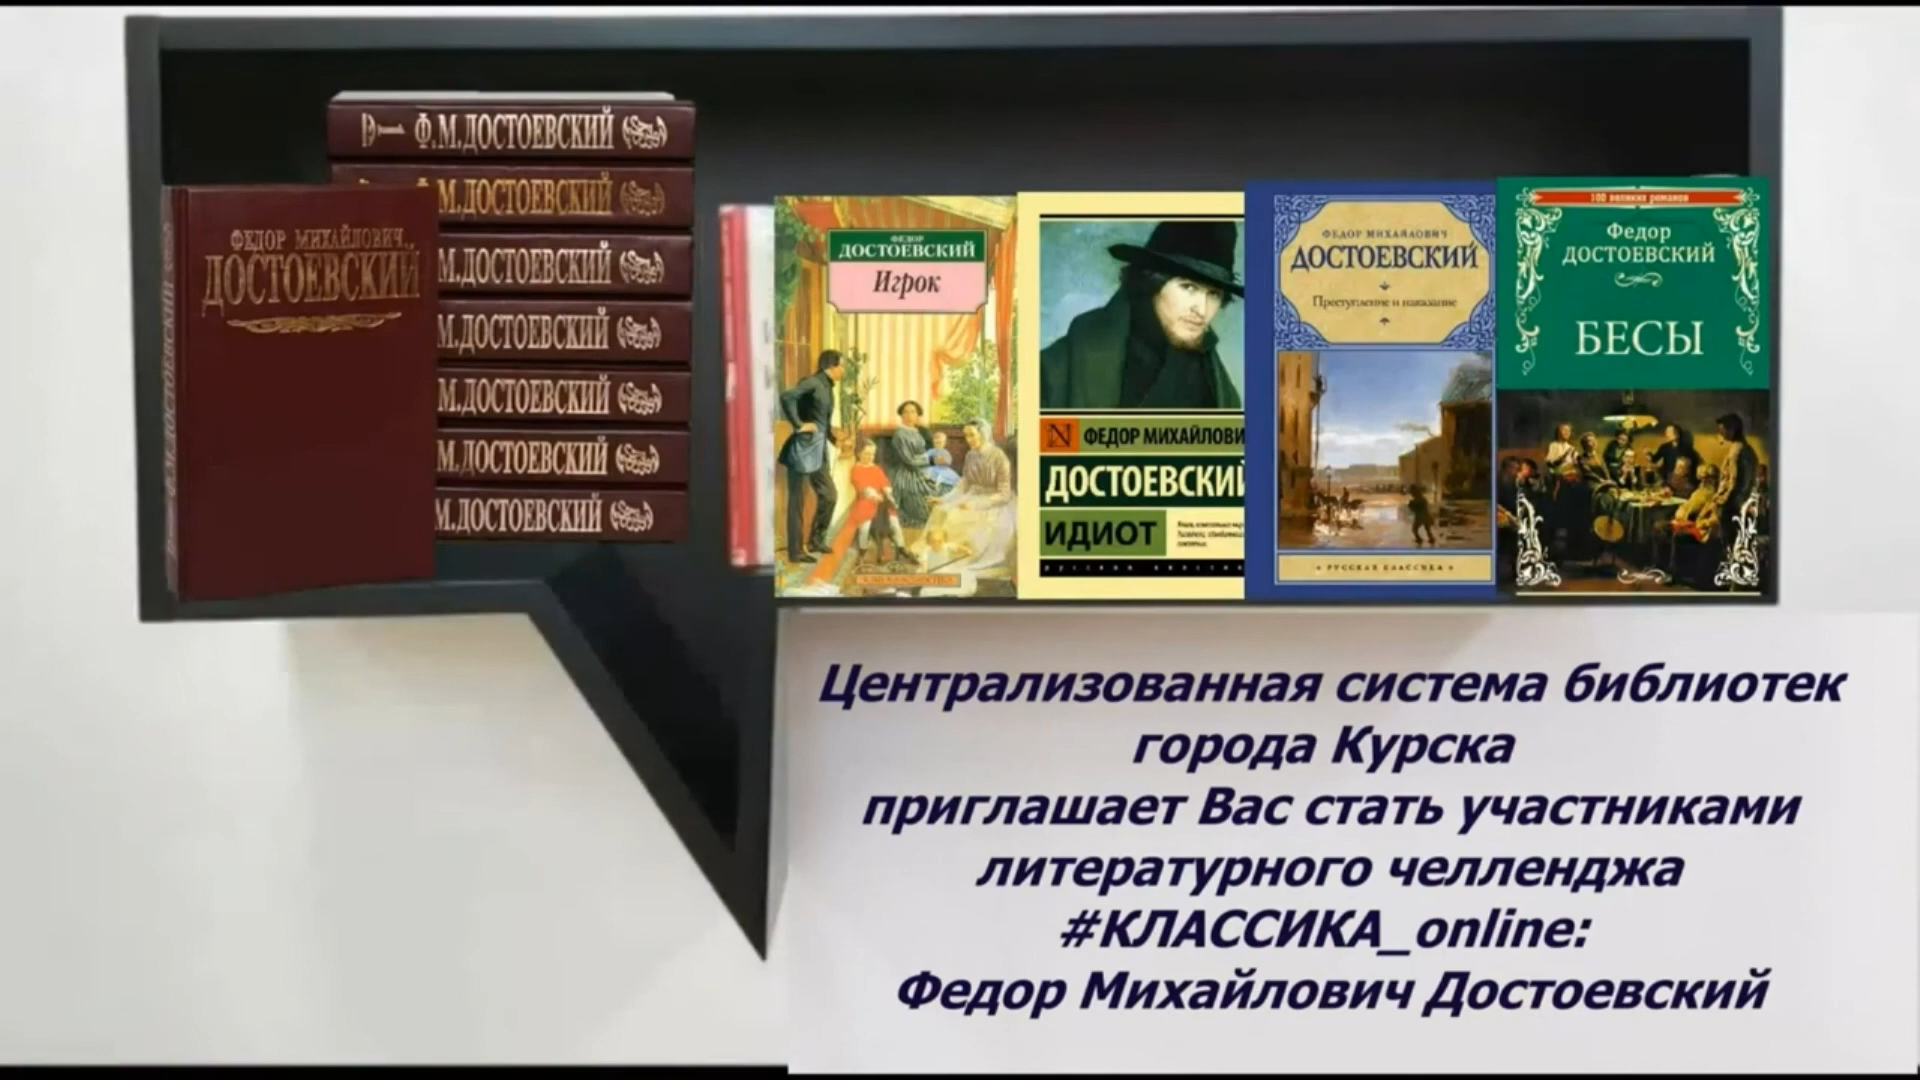 Ф.М.ДОСТОЕВСКИЙ
Ф.М.ДОСТОЕВСКИЙ
М.ДОСТОЕВСКИЙ
М.ДОСТОЕВСКИЙ
М.ДОСТОЕВСКИЙ
М.ДОСТОЕВСКИЙ
М.ДОСТОЕВСКИЙ
ФЕДОР МИХАЙЛОВИЧ
ДОСТОЕВСКИЙ
ФЕДОР
ДОСТОЕВСКИЙ
Игрок
N ФЕДОР МИХАЙЛОВИ
ДОСТОЕВСКИЙ
ИДИОТ
русская классик
ФЕДОР МИХАЙЛОВИЧ
ДОСТОЕВСКИЙ
Преступление и наказание
РУССКАЯ КЛАССИКА
100 великих романов
Федор
ДОСТОЕВСКИЙ
БЕСЫ
Централизованная система библиотек
города Курска
приглашает Вас стать участниками
литературного челленджа
#КЛАССИКА_online:
Федор Михайлович Достоевский